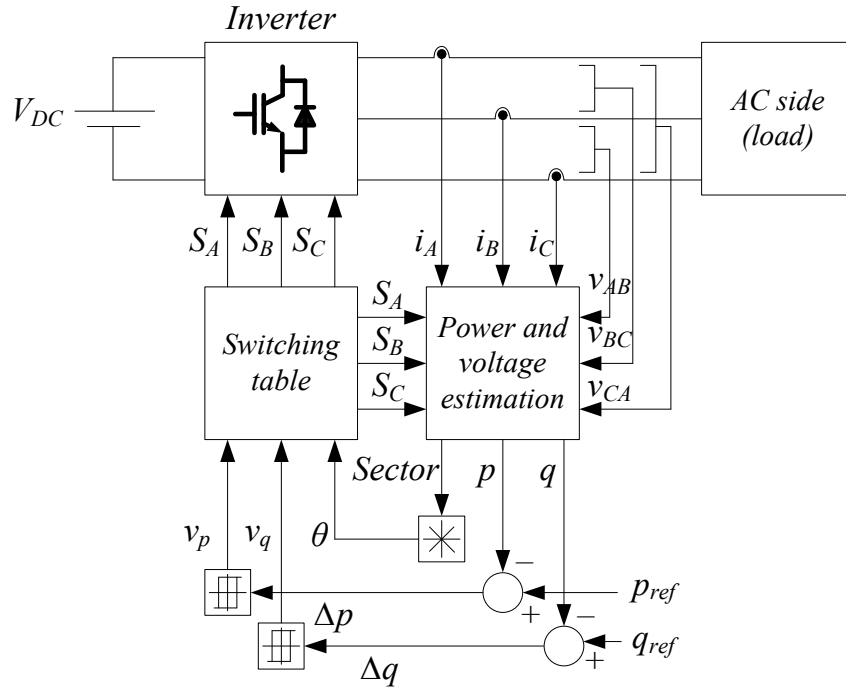 Inverter
V_DC
AC side
(load)
S_A S_B S_C
i_A i_B i_C
v_AB
v_BC
v_CA
S_A
S_B
S_C
Switching
table
Power and
voltage
estimation
Sector p q
v_p v_q θ
−
+
p_ref
Δp
−
+
q_ref
Δq